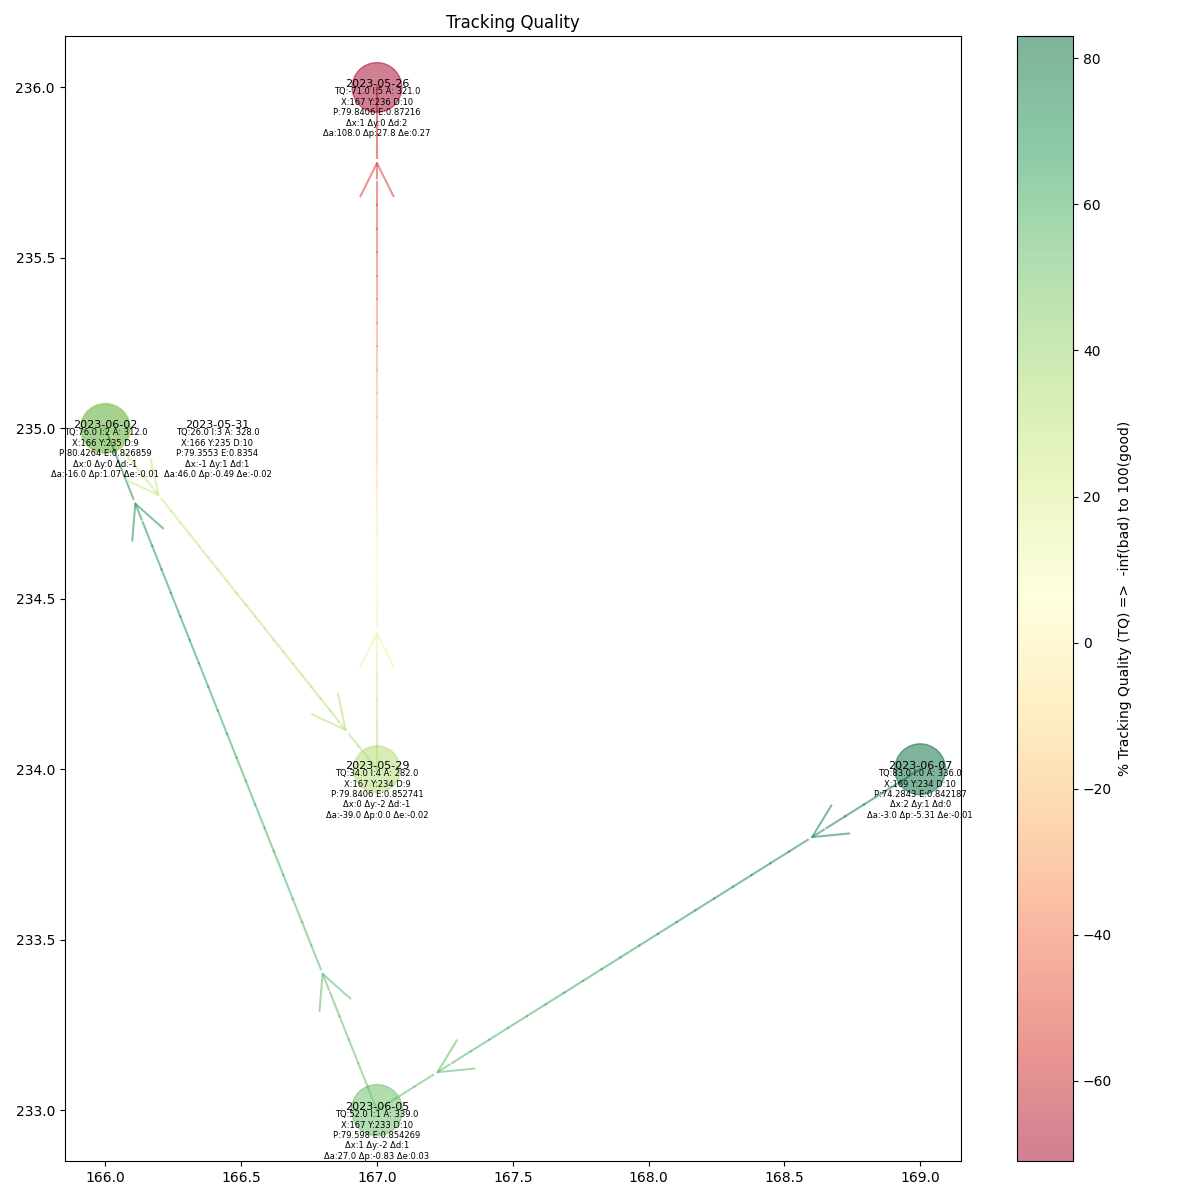 Tracking Quality
236.0
235.5
235.0
234.5
234.0
233.5
233.0
2023-05-26
TQ:-71.0 I:5 A: 321.0
X:167 Y:236 D:10
P:79.8406 E:0.87216
Δx:1 Δy:0 Δd:2
Δa:108.0 Δp:27.8 Δe:0.27
2023-06-02
TQ:76.0 I:2 A: 312.0
X:166 Y:235 D:9
P:80.4264 E:0.826859
Δx:0 Δy:0 Δd:-1
Δa:-16.0 Δp:1.07 Δe:-0.01
2023-05-31
TQ:26.0 I:3 A: 328.0
X:166 Y:235 D:10
P:79.3553 E:0.8354
Δx:-1 Δy:1 Δd:1
Δa:46.0 Δp:-0.49 Δe:-0.02
2023-05-29
TQ:34.0 I:4 A: 282.0
X:167 Y:234 D:9
P:79.8406 E:0.852741
Δx:0 Δy:-2 Δd:-1
Δa:-39.0 Δp:0.0 Δe:-0.02
2023-06-07
TQ:83.0 I:0 A: 336.0
X:169 Y:234 D:10
P:74.2843 E:0.842187
Δx:2 Δy:1 Δd:0
Δa:-3.0 Δp:-5.31 Δe:-0.01
2023-06-05
TQ:52.0 I:1 A: 339.0
X:167 Y:233 D:10
P:79.598 E:0.854269
Δx:1 Δy:-2 Δd:1
Δa:27.0 Δp:-0.83 Δe:0.03
166.0 166.5 167.0 167.5 168.0 168.5 169.0
80
60
40
20
0
−20
−40
−60
% Tracking Quality (TQ) => -inf(bad) to 100(good)